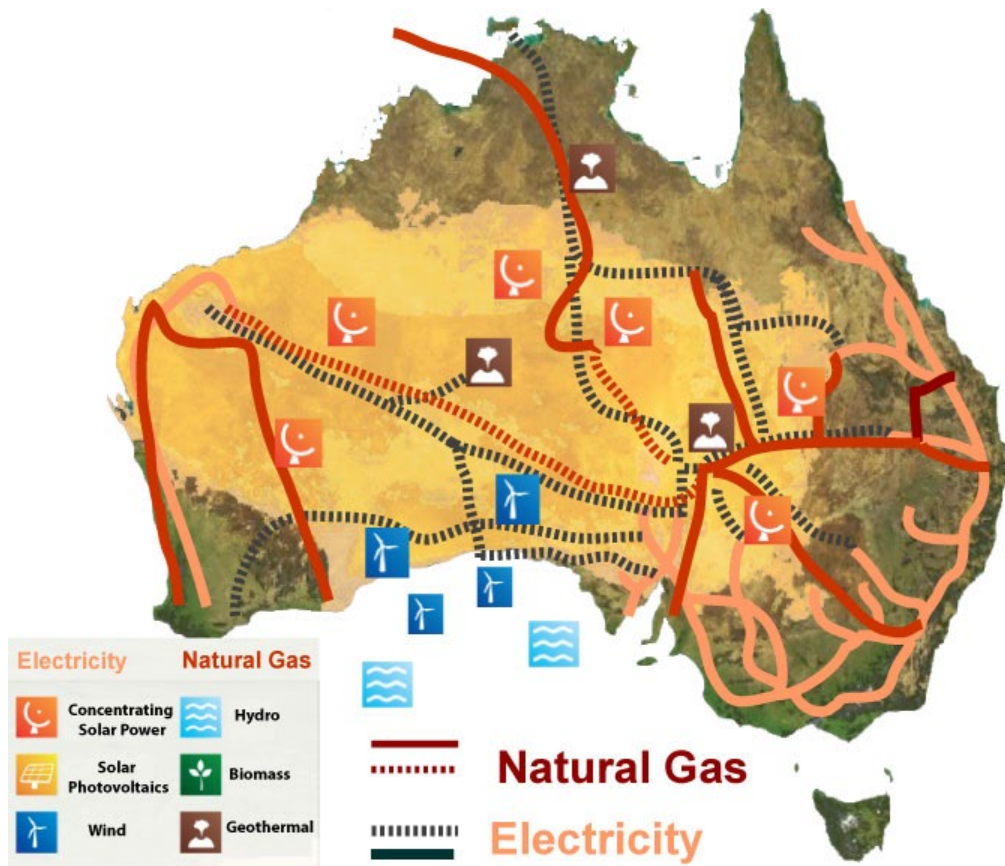 Electricity
Natural Gas
Concentrating
Solar Power
Hydro
Solar
Photovoltaics
Biomass
Wind
Geothermal
Natural Gas
Electricity